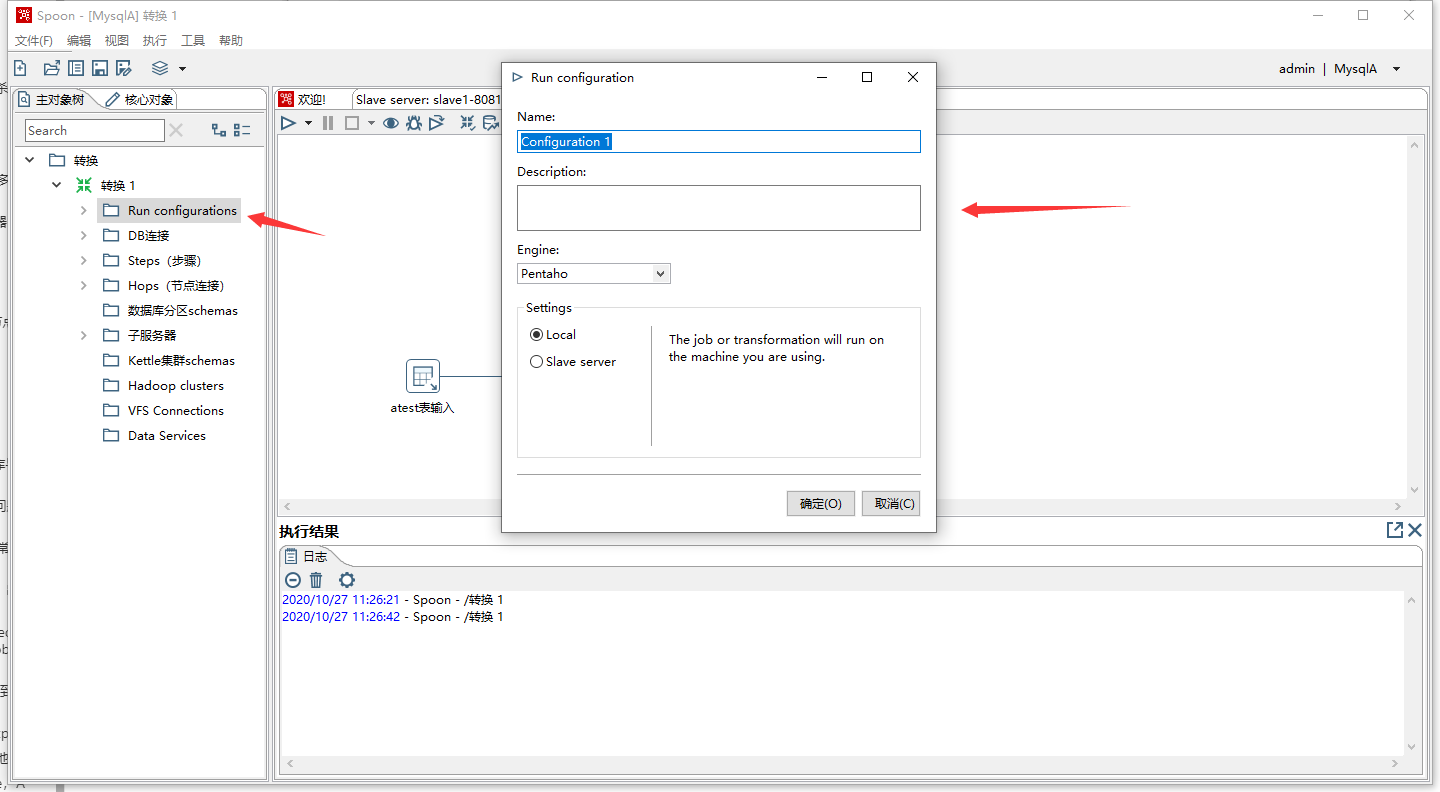 Spoon - [MysqlA] 转换 1
文件(F) 编辑 视图 执行 工具 帮助
admin | MysqlA
主对象树 核心对象
Search
转换
转换 1
Run configurations
DB连接
Steps（步骤）
Hops（节点连接）
数据库分区schemas
子服务器
Kettle集群schemas
Hadoop clusters
VFS Connections
Data Services
欢迎! Slave server: slave1-8081
atest表输入
Run configuration
Name:
Configuration 1
Description:
Engine:
Pentaho
Settings
Local
Slave server
The job or transformation will run on
the machine you are using.
确定(O) 取消(C)
执行结果
日志
2020/10/27 11:26:21 - Spoon - /转换 1
2020/10/27 11:26:42 - Spoon - /转换 1